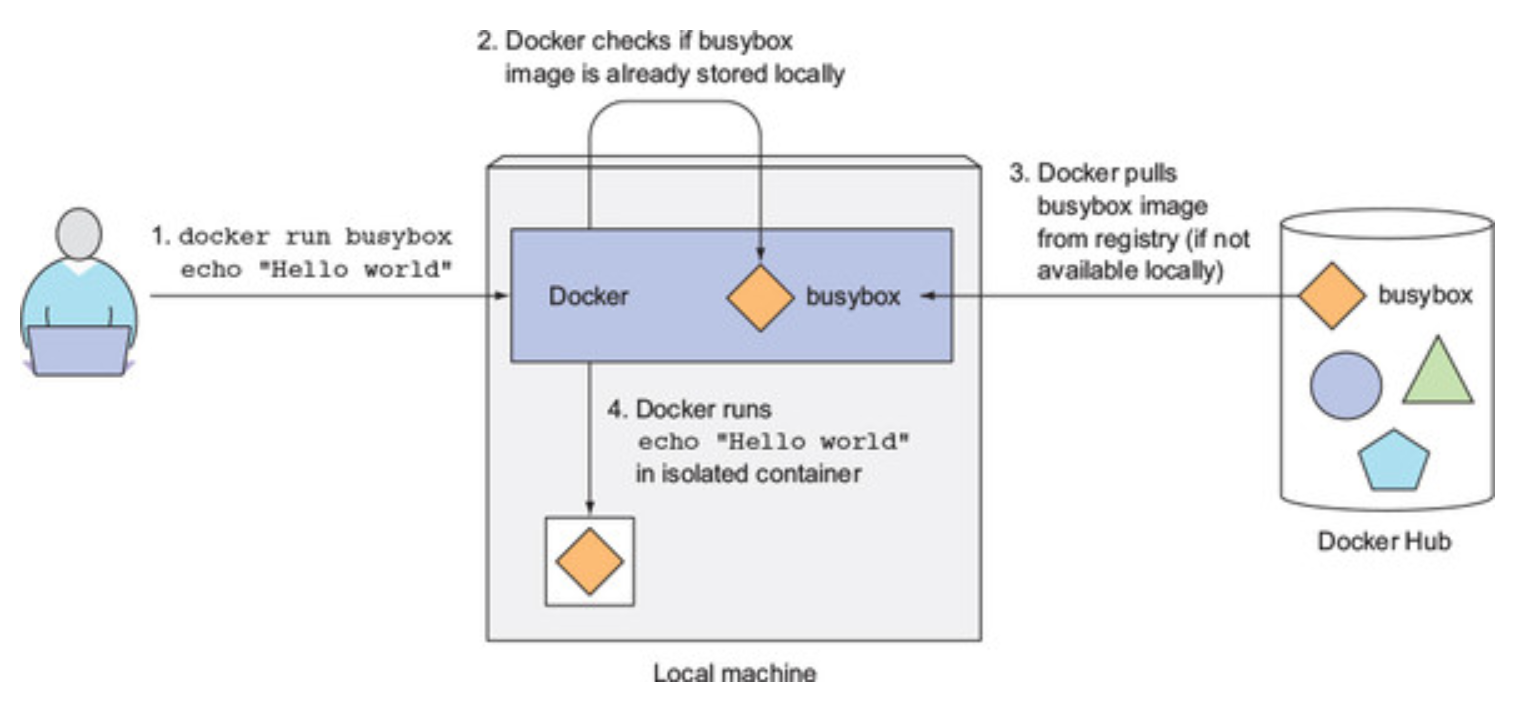 2. Docker checks if busybox
image is already stored locally
1. docker run busybox
echo "Hello world"
3. Docker pulls
busybox image
from registry (if not
available locally)
Docker
busybox
busybox
4. Docker runs
echo "Hello world"
in isolated container
Docker Hub
Local machine